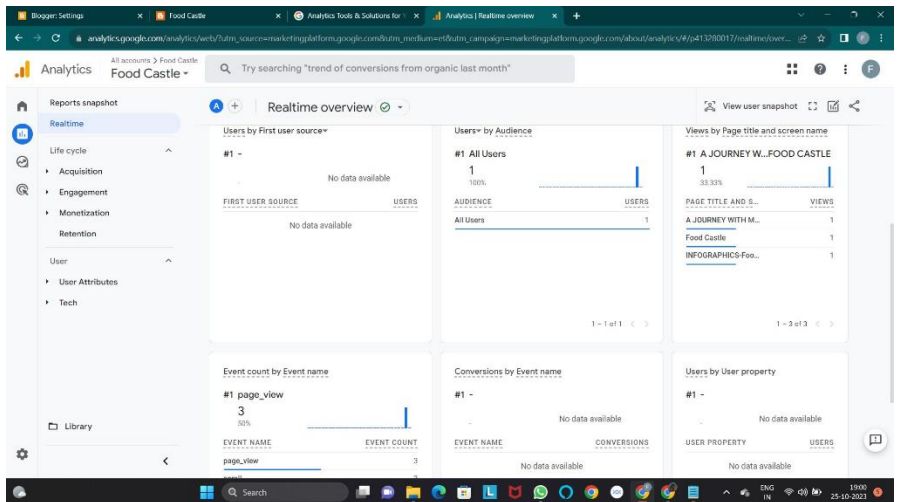 Blogger: Settings
Food Castle
Analytics Tools & Solutions for
Analytics | Realtime overview
analytics.google.com/analytics/web/?utm_source=marketingplatform.google.com&utm_medium=et&utm_campaign=marketingplatform.google.com/about/analytics/#/p413280017/realtime/over...
Analytics
All accounts > Food Castle
Food Castle
Try searching "trend of conversions from organic last month"
F
Reports snapshot
Realtime
Life cycle
Acquisition
Engagement
Monetization
Retention
User
User Attributes
Tech
Library
A
Realtime overview
View user snapshot
Users by First user source
#1 -
No data available
FIRST USER SOURCE USERS
No data available
Users by Audience
#1 All Users
1
100%
AUDIENCE USERS
All Users 1
1 - 1 of 1
Views by Page title and screen name
#1 A JOURNEY W...FOOD CASTLE
1
33.33%
PAGE TITLE AND S... VIEWS
A JOURNEY WITH M... 1
Food Castle 1
INFOGRAPHICS-Foo... 1
1 - 3 of 3
Event count by Event name
#1 page_view
3
50%
EVENT NAME EVENT COUNT
page_view 3
Conversions by Event name
#1 -
No data available
EVENT NAME CONVERSIONS
No data available
Users by User property
#1 -
No data available
USER PROPERTY USERS
No data available
Search
ENG
IN
19:00
25-10-2023